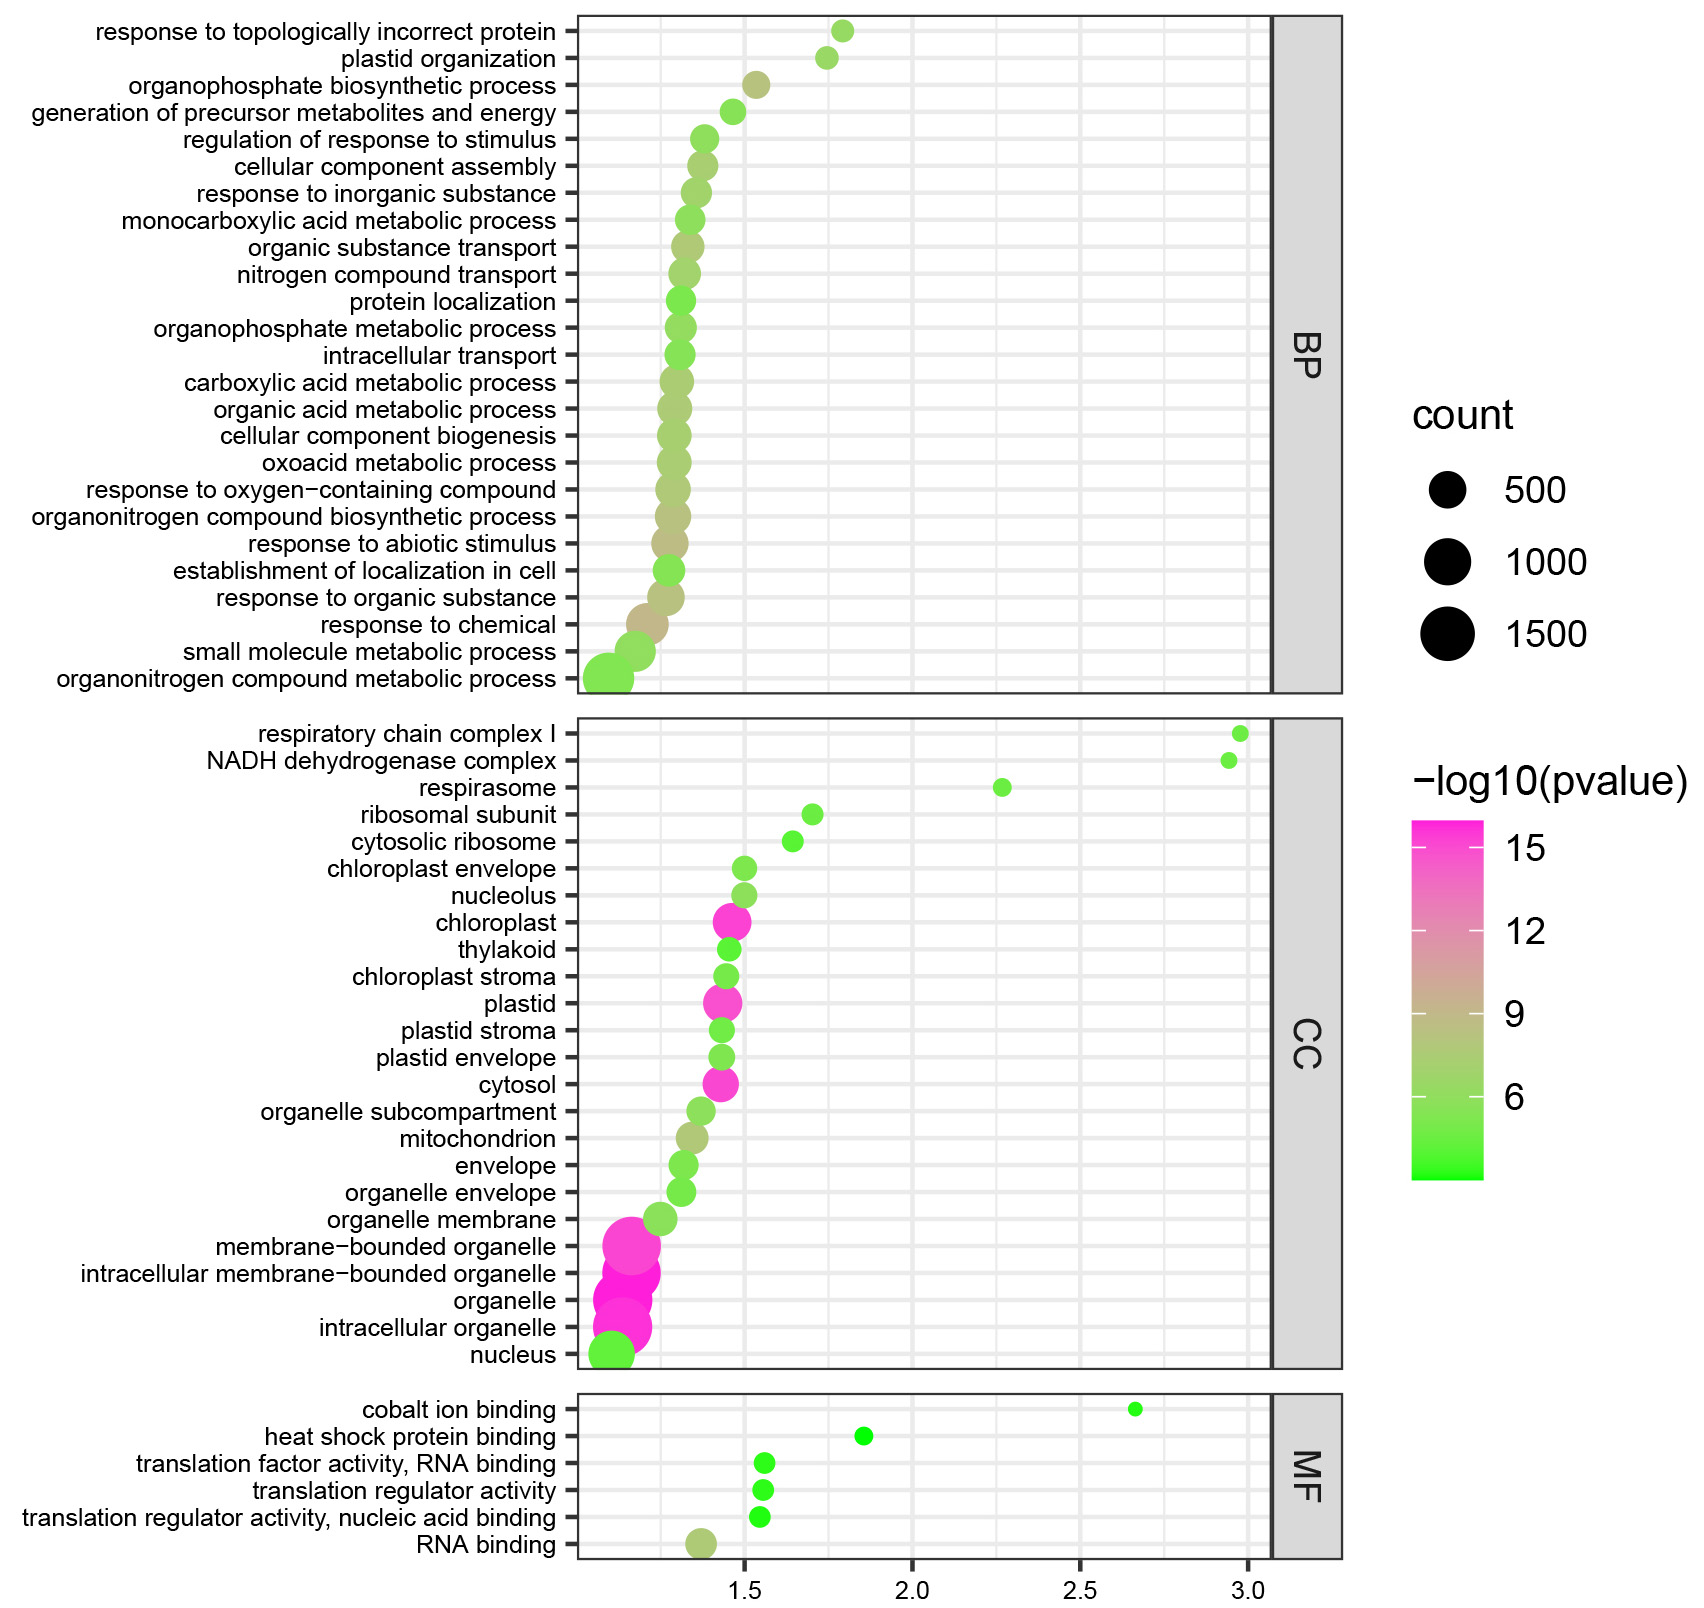 response to topologically incorrect protein
plastid organization
organophosphate biosynthetic process
generation of precursor metabolites and energy
regulation of response to stimulus
cellular component assembly
response to inorganic substance
monocarboxylic acid metabolic process
organic substance transport
nitrogen compound transport
protein localization
organophosphate metabolic process
intracellular transport
carboxylic acid metabolic process
organic acid metabolic process
cellular component biogenesis
oxoacid metabolic process
response to oxygen−containing compound
organonitrogen compound biosynthetic process
response to abiotic stimulus
establishment of localization in cell
response to organic substance
response to chemical
small molecule metabolic process
organonitrogen compound metabolic process
BP
respiratory chain complex I
NADH dehydrogenase complex
respirasome
ribosomal subunit
cytosolic ribosome
chloroplast envelope
nucleolus
chloroplast
thylakoid
chloroplast stroma
plastid
plastid stroma
plastid envelope
cytosol
organelle subcompartment
mitochondrion
envelope
organelle envelope
organelle membrane
membrane−bounded organelle
intracellular membrane−bounded organelle
organelle
intracellular organelle
nucleus
CC
cobalt ion binding
heat shock protein binding
translation factor activity, RNA binding
translation regulator activity
translation regulator activity, nucleic acid binding
RNA binding
MF
1.5 2.0 2.5 3.0
count
500
1000
1500
−log10(pvalue)
15
12
9
6